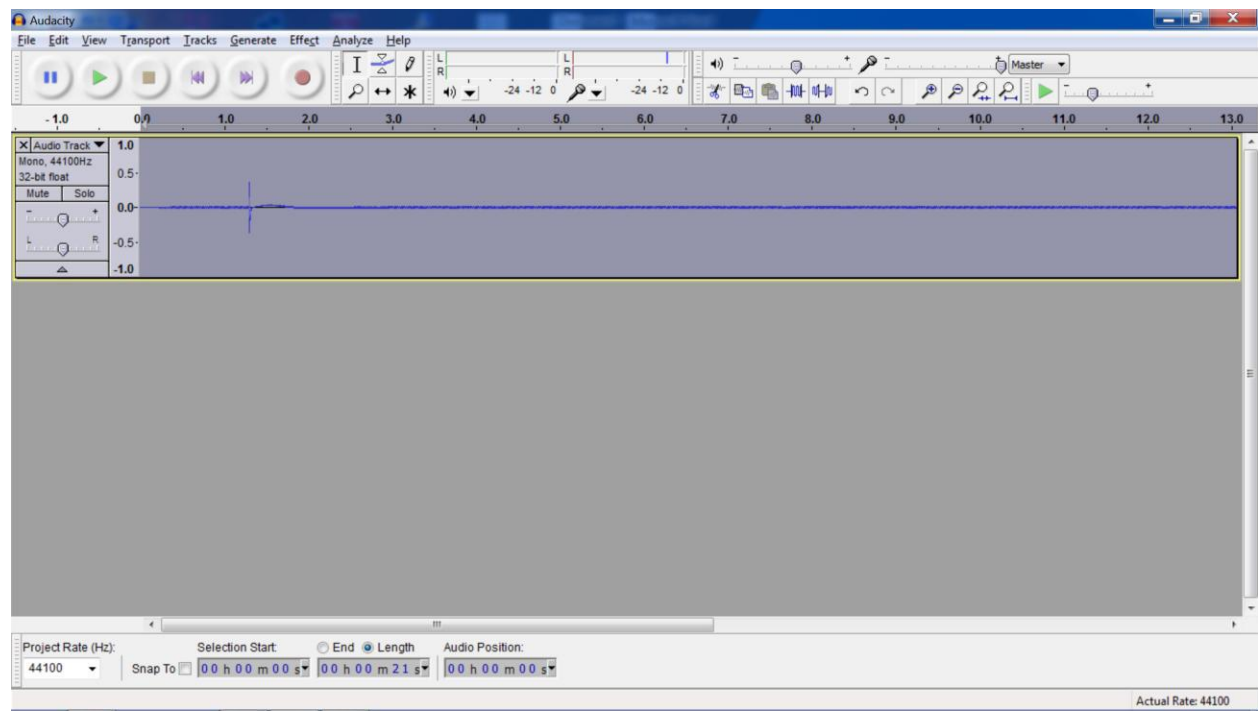 Audacity
File Edit View Transport Tracks Generate Effect Analyze Help
L
R
L
R
Master
-24 -12 0
-24 -12 0
- 1.0 0.0 1.0 2.0 3.0 4.0 5.0 6.0 7.0 8.0 9.0 10.0 11.0 12.0 13.0
X Audio Track 1.0
Mono, 44100Hz
32-bit float
0.5
Mute Solo
0.0
- +
L R
-0.5
-1.0
Project Rate (Hz): Selection Start: End Length Audio Position:
44100 Snap To 00 h 00 m 00 s 00 h 00 m 21 s 00 h 00 m 00 s
Actual Rate: 44100